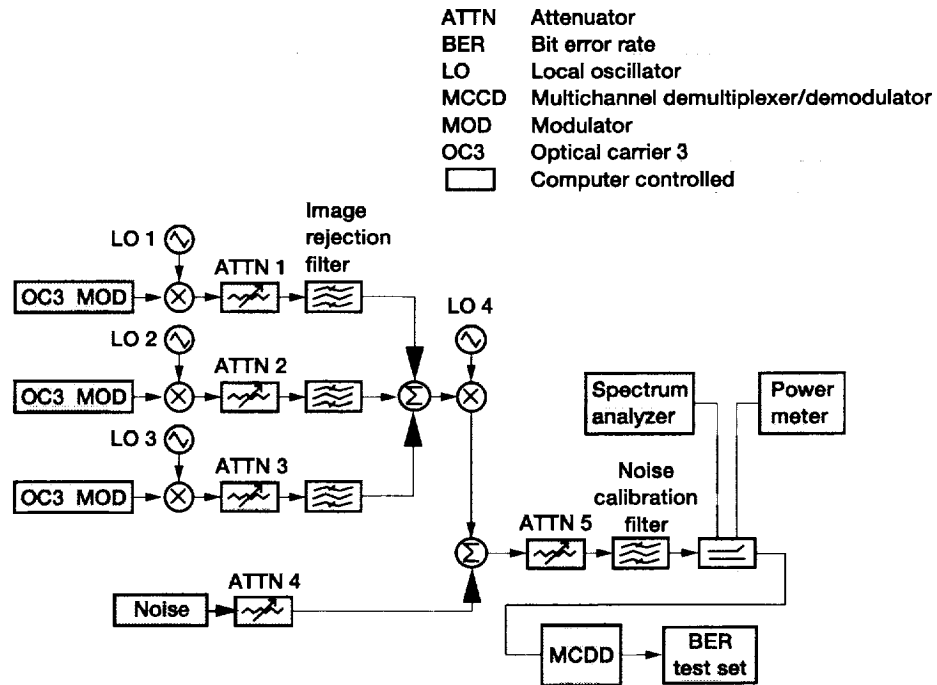 ATTN Attenuator
BER Bit error rate
LO Local oscillator
MCCD Multichannel demultiplexer/demodulator
MOD Modulator
OC3 Optical carrier 3
Computer controlled
Image
rejection
filter
LO 1
ATTN 1
OC3 MOD
LO 4
LO 2
ATTN 2
OC3 MOD
Spectrum
analyzer
Power
meter
LO 3
ATTN 3
OC3 MOD
Noise
calibration
filter
ATTN 5
ATTN 4
Noise
MCDD
BER
test set
Σ
Σ